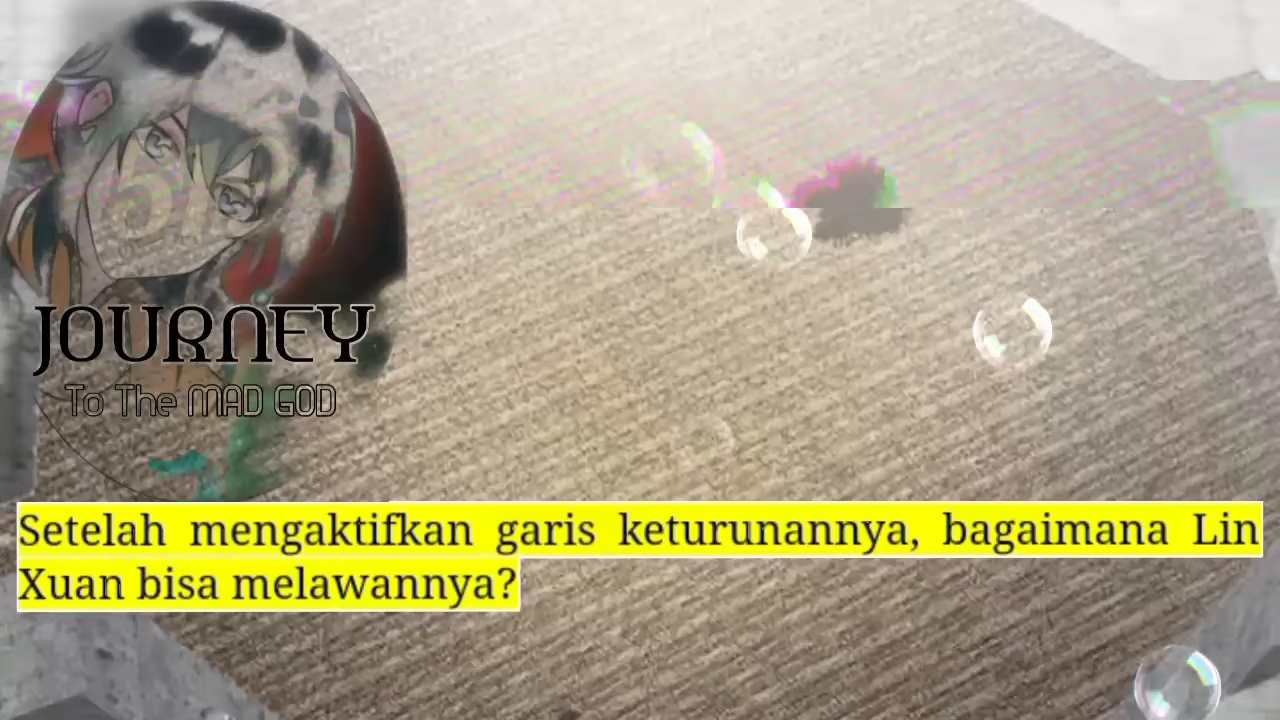 JOURNEY
To The MAD GOD
Setelah mengaktifkan garis keturunannya, bagaimana Lin
Xuan bisa melawannya?